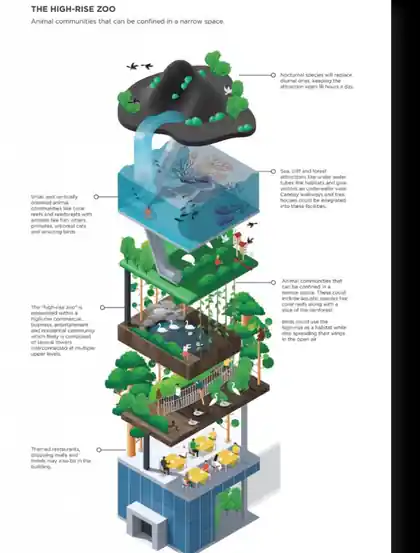 THE HIGH-RISE ZOO
Animal communities that can be confined in a narrow space.
Nocturnal species will replace
diurnal ones, keeping the
attraction open 18 hours a day.
Sea, cliff and forest
attractions like under water
tubes like habitats and give
visitors an underwater view.
Canopy walkways and tree-
houses could be integrated
into these facilities.
Small and vertically
oriented animal
communities like coral
reefs and rainforests with
animals like fish, otters,
primates, arboreal cats
and amazing birds
Animal communities that
can be confined in a
narrow space. These could
include aquatic species like
coral reefs along with a
slice of the rainforest
Birds could use the
high-rise as a habitat while
also spreading their wings
in the open air
The "high-rise zoo" is
presented within a
high-rise commercial,
business, entertainment
and residential community
which likely is composed
of several towers
interconnected at multiple
upper levels.
Themed restaurants,
shopping malls and
hotels may also be in the
building.